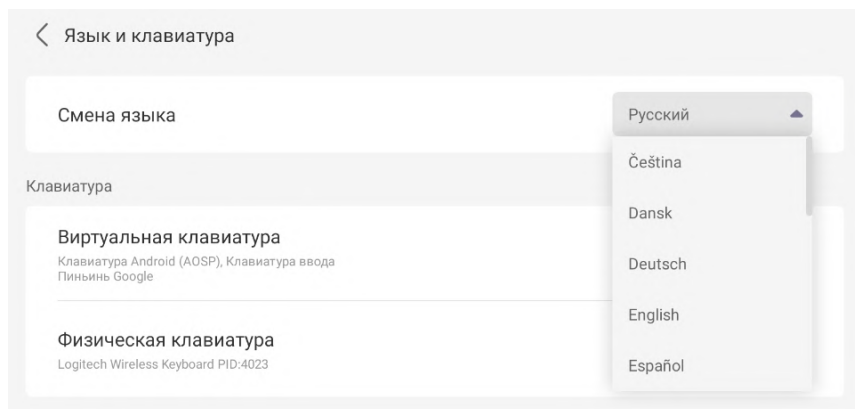 Язык и клавиатура
Смена языка
Русский
Čeština
Dansk
Deutsch
English
Español
Клавиатура
Виртуальная клавиатура
Клавиатура Android (AOSP), Клавиатура ввода
Пиньинь Google
Физическая клавиатура
Logitech Wireless Keyboard PID:4023